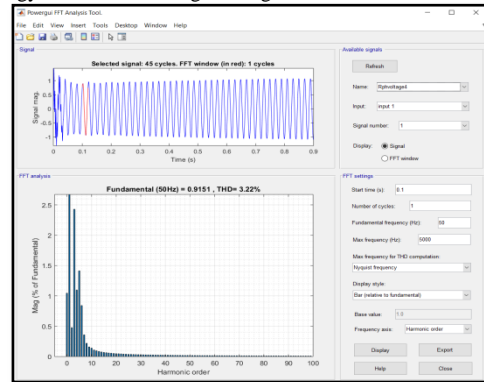 Powergui FFT Analysis Tool.
File Edit View Insert Tools Desktop Window Help
Signal
Selected signal: 45 cycles. FFT window (in red): 1 cycles
Signal mag.
1
0.5
0
-0.5
-1
0 0.1 0.2 0.3 0.4 0.5 0.6 0.7 0.8 0.9
Time (s)
FFT analysis
Fundamental (50Hz) = 0.9151 , THD= 3.22%
Mag (% of Fundamental)
2.5
2
1.5
1
0.5
0
0 10 20 30 40 50 60 70 80 90 100
Harmonic order
Available signals
Refresh
Name:
Input: input 1
Signal number: 1
Display: Signal
FFT window
FFT settings
Start time (s): 0.1
Number of cycles: 1
Fundamental frequency (Hz): 50
Max frequency (Hz): 5000
Max frequency for THD computation:
Nyquist frequency
Display style:
Bar (relative to fundamental)
Base value: 1.0
Frequency axis: Harmonic order
Display Export
Help Close